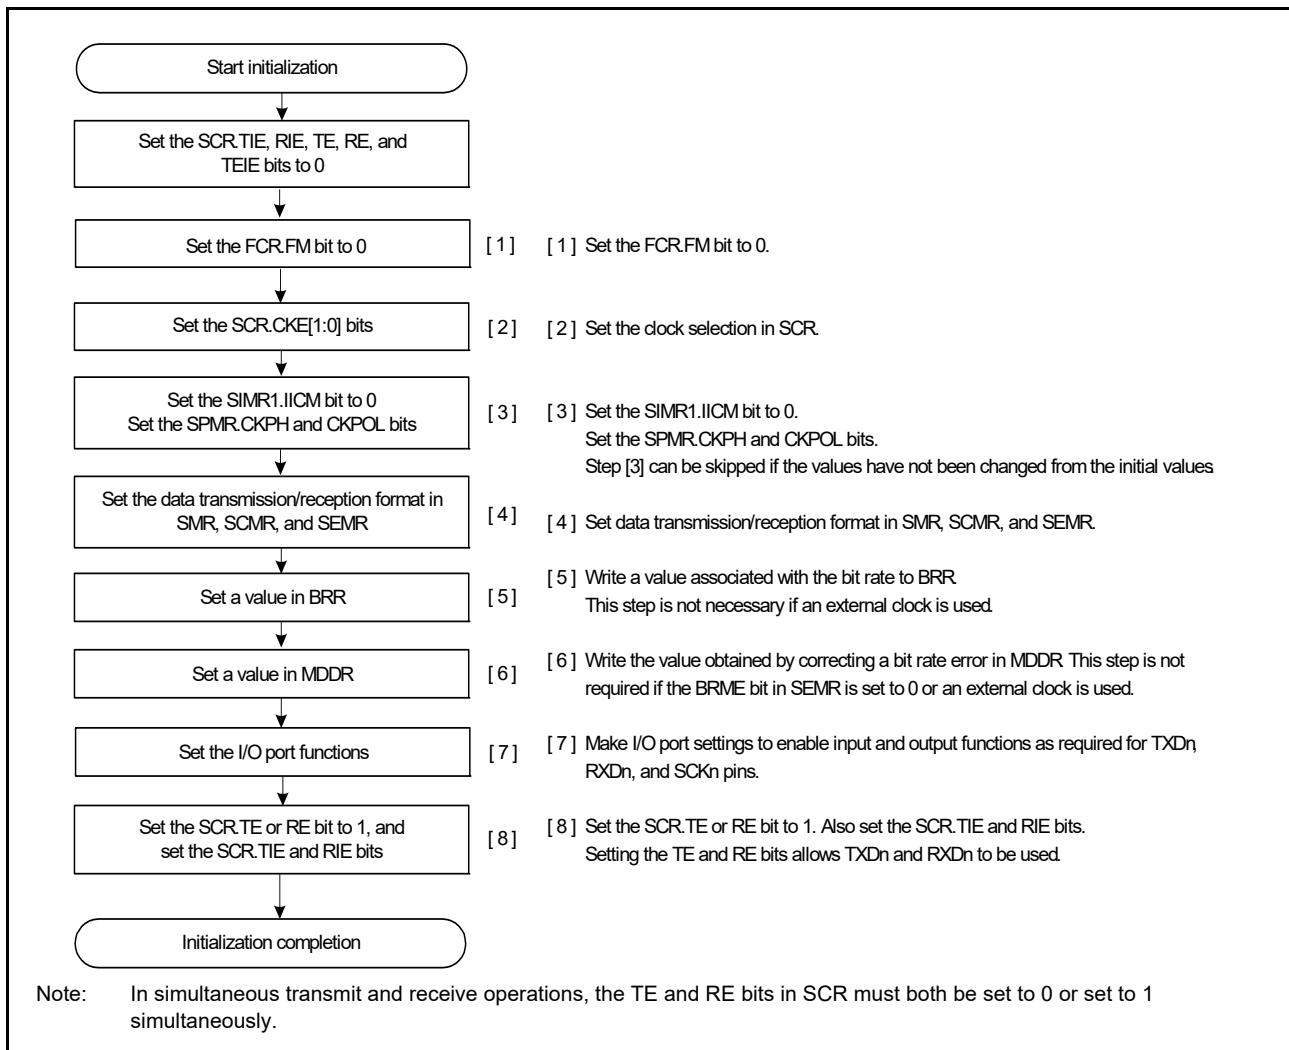 Start initialization
Set the SCR.TIE, RIE, TE, RE, and
TEIE bits to 0
Set the FCR.FM bit to 0
[1]
[1] Set the FCR.FM bit to 0.
Set the SCR.CKE[1:0] bits
[2]
[2] Set the clock selection in SCR.
Set the SIMR1.IICM bit to 0
Set the SPMR.CKPH and CKPOL bits
[3]
[3] Set the SIMR1.IICM bit to 0.
Set the SPMR.CKPH and CKPOL bits.
Step [3] can be skipped if the values have not been changed from the initial values.
Set the data transmission/reception format in
SMR, SCMR, and SEMR
[4]
[4] Set data transmission/reception format in SMR, SCMR, and SEMR.
Set a value in BRR
[5]
[5] Write a value associated with the bit rate to BRR.
This step is not necessary if an external clock is used.
Set a value in MDDR
[6]
[6] Write the value obtained by correcting a bit rate error in MDDR. This step is not
required if the BRME bit in SEMR is set to 0 or an external clock is used.
Set the I/O port functions
[7]
[7] Make I/O port settings to enable input and output functions as required for TXDn,
RXDn, and SCKn pins.
Set the SCR.TE or RE bit to 1, and
set the SCR.TIE and RIE bits
[8]
[8] Set the SCR.TE or RE bit to 1. Also set the SCR.TIE and RIE bits.
Setting the TE and RE bits allows TXDn and RXDn to be used.
Initialization completion
Note: In simultaneous transmit and receive operations, the TE and RE bits in SCR must both be set to 0 or set to 1
simultaneously.